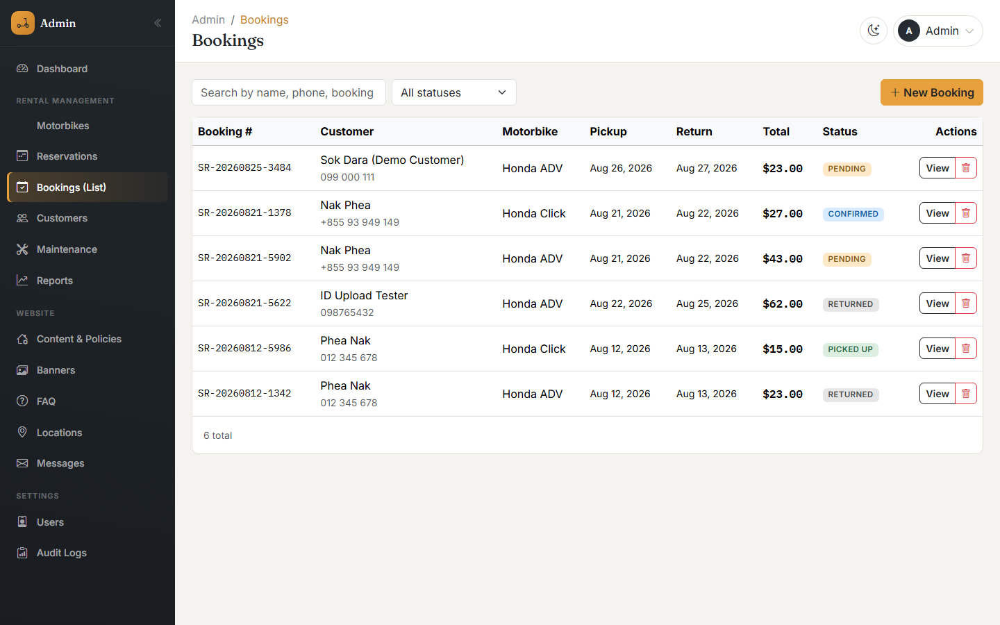 Admin
Dashboard
RENTAL MANAGEMENT
Motorbikes
Reservations
Bookings (List)
Customers
Maintenance
Reports
WEBSITE
Content & Policies
Banners
FAQ
Locations
Messages
SETTINGS
Users
Audit Logs
Admin / Bookings
Bookings
A Admin
Search by name, phone, booking
All statuses
+ New Booking
Booking # Customer Motorbike Pickup Return Total Status Actions
SR-20260825-3484 Sok Dara (Demo Customer) Honda ADV Aug 26, 2026 Aug 27, 2026 $23.00 PENDING View
099 000 111
SR-20260821-1378 Nak Phea Honda Click Aug 21, 2026 Aug 22, 2026 $27.00 CONFIRMED View
+855 93 949 149
SR-20260821-5902 Nak Phea Honda ADV Aug 21, 2026 Aug 22, 2026 $43.00 PENDING View
+855 93 949 149
SR-20260821-5622 ID Upload Tester Honda ADV Aug 22, 2026 Aug 25, 2026 $62.00 RETURNED View
098765432
SR-20260812-5986 Phea Nak Honda Click Aug 12, 2026 Aug 13, 2026 $15.00 PICKED UP View
012 345 678
SR-20260812-1342 Phea Nak Honda ADV Aug 12, 2026 Aug 13, 2026 $23.00 RETURNED View
012 345 678
6 total